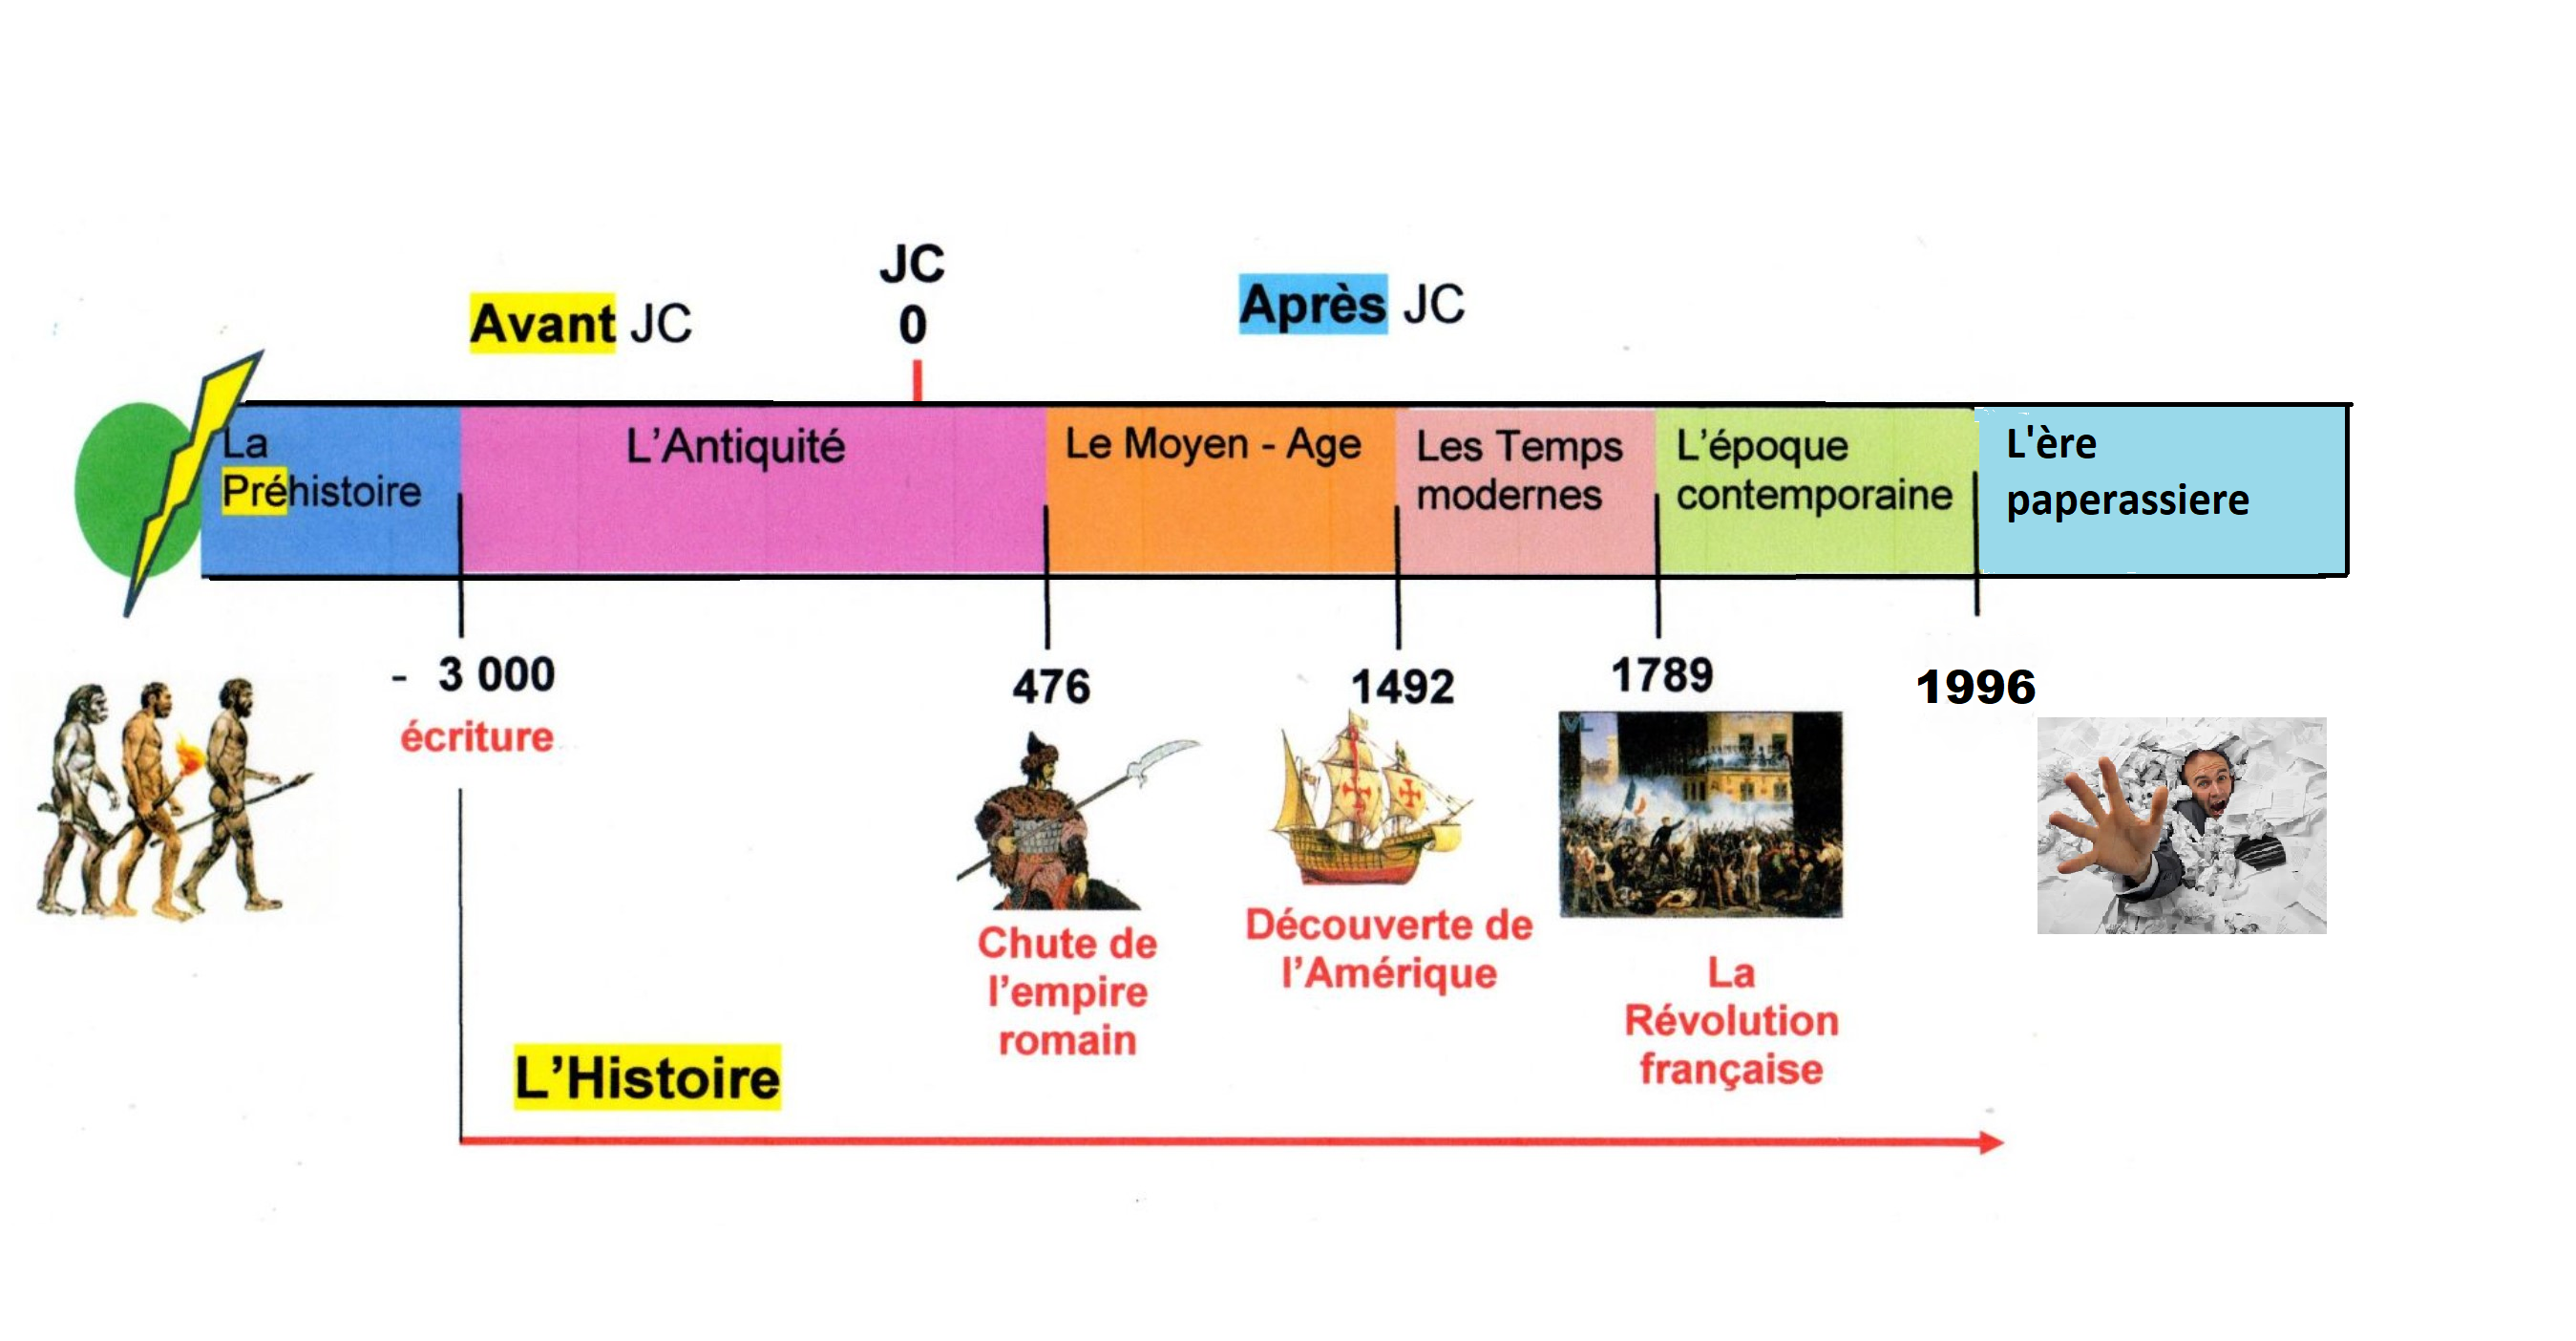 JC
0
Avant JC
Après JC
La
Préhistoire
L’Antiquité
Le Moyen - Age
Les Temps
modernes
L’époque
contemporaine
L'ère
paperassiere
- 3 000
écriture
476
Chute de
l’empire
romain
1492
Découverte de
l’Amérique
1789
VL
La
Révolution
française
1996
L’Histoire